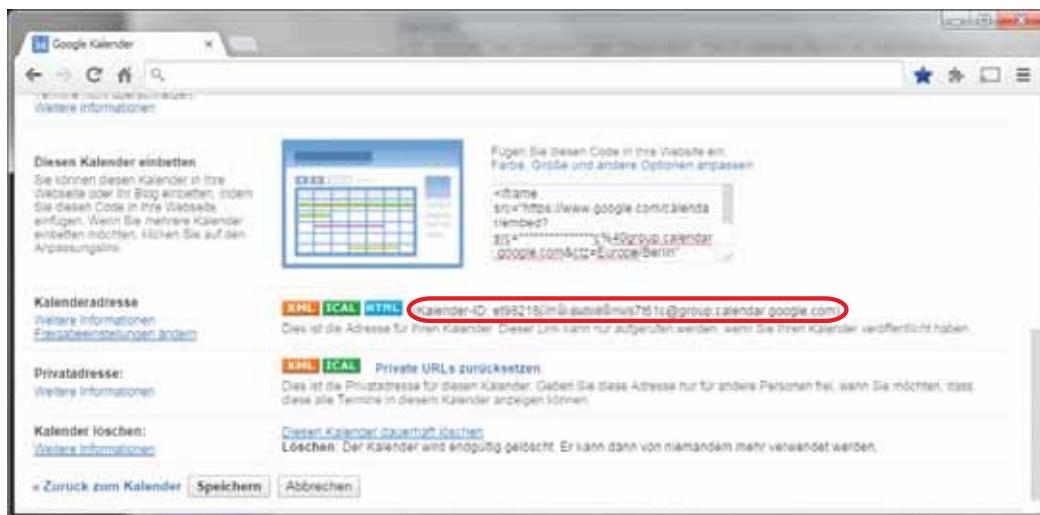 Google Kalender
Weitere Informationen
Diesen Kalender einbetten
Sie können diesen Kalender in Ihre
Webseite oder Ihr Blog einbetten, indem
Sie diesen Code in Ihre Webseite
einfügen. Wenn Sie mehrere Kalender
einbetten möchten, klicken Sie auf den
Anpassungslink.
Fügen Sie diesen Code in Ihre Website ein.
Farbe, Größe und andere Optionen anpassen
<iframe
src="https://www.google.com/calenda
r/embed?
google.com&ctz=Europe/Berlin"
Kalenderadresse
Weitere Informationen
Freigabeeinstellungen ändern
XML ICAL HTML (Kalender-ID: @group.calendar.google.com)
Dies ist die Adresse für Ihren Kalender. Dieser Link kann nur aufgerufen werden, wenn Sie Ihren Kalender veröffentlicht haben.
Privatadresse:
Weitere Informationen
XML ICAL Private URLs zurücksetzen
Dies ist die Privatadresse für diesen Kalender. Geben Sie diese Adresse nur für andere Personen frei, wenn Sie möchten, dass
diese alle Termine in diesem Kalender anzeigen können.
Kalender löschen:
Weitere Informationen
Diesen Kalender dauerhaft löschen
Löschen: Der Kalender wird endgültig gelöscht. Er kann dann von niemandem mehr verwendet werden.
« Zurück zum Kalender Speichern Abbrechen